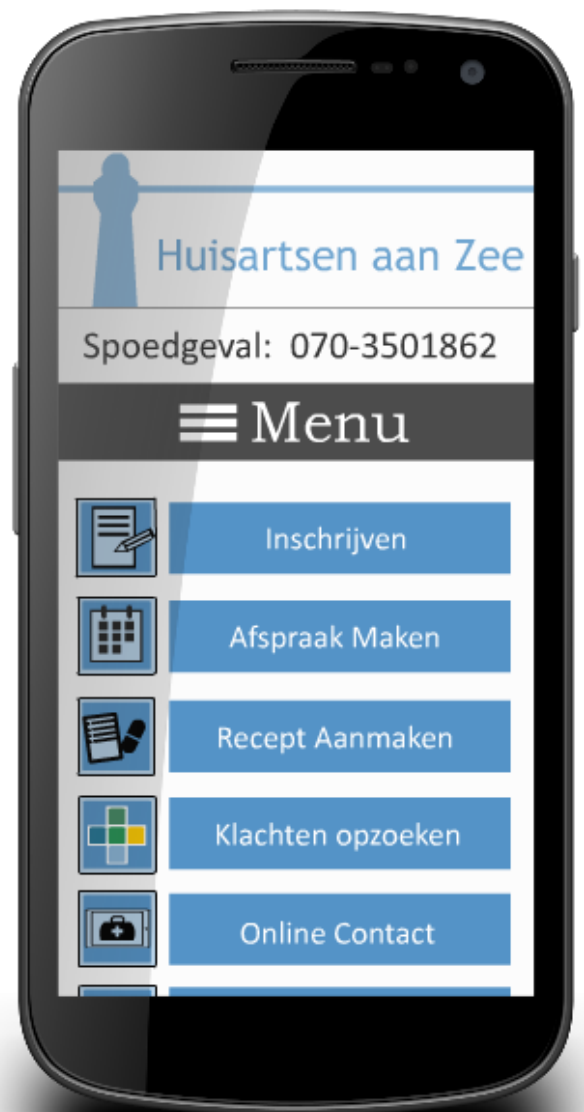 Huisartsen aan Zee
Spoedgeval: 070-3501862
Menu
Inschrijven
Afspraak Maken
Recept Aanmaken
Klachten opzoeken
Online Contact